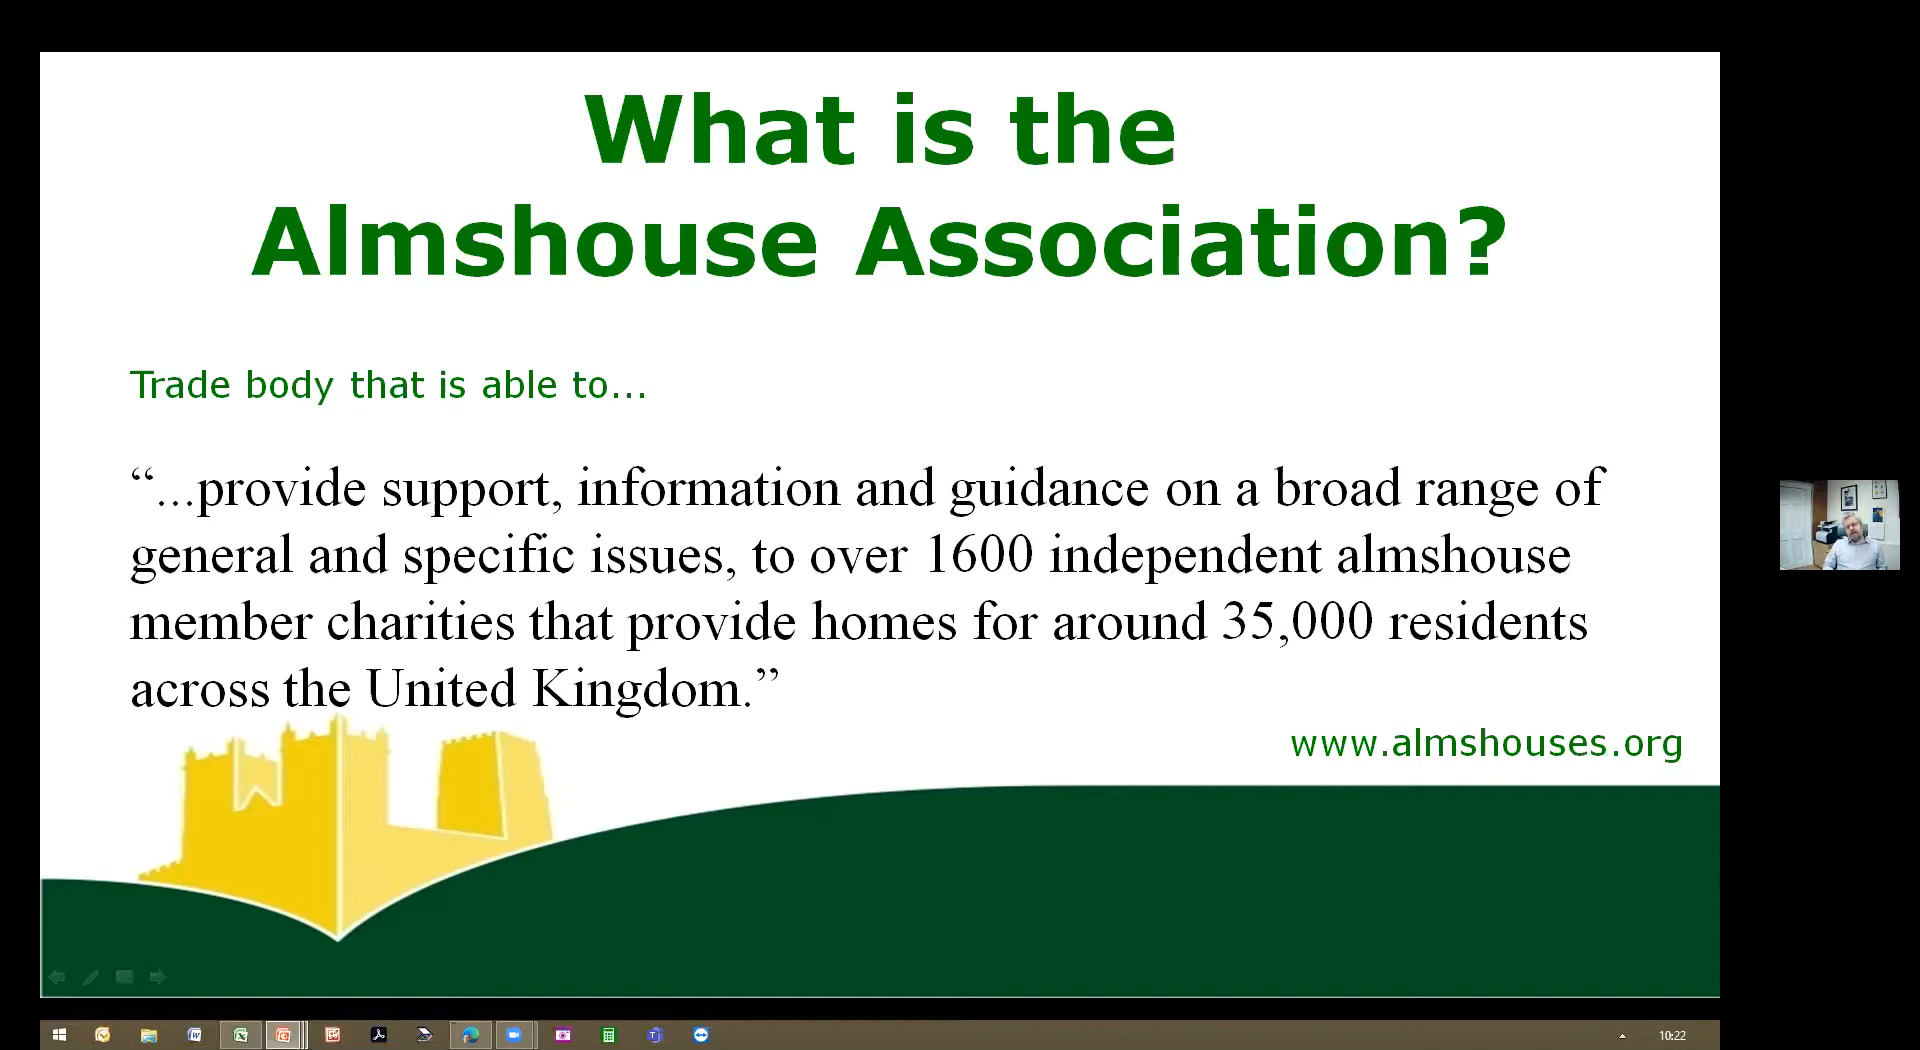 What is the
Almshouse Association?
Trade body that is able to...
“...provide support, information and guidance on a broad range of
general and specific issues, to over 1600 independent almshouse
member charities that provide homes for around 35,000 residents
across the United Kingdom.”
www.almshouses.org
10:22